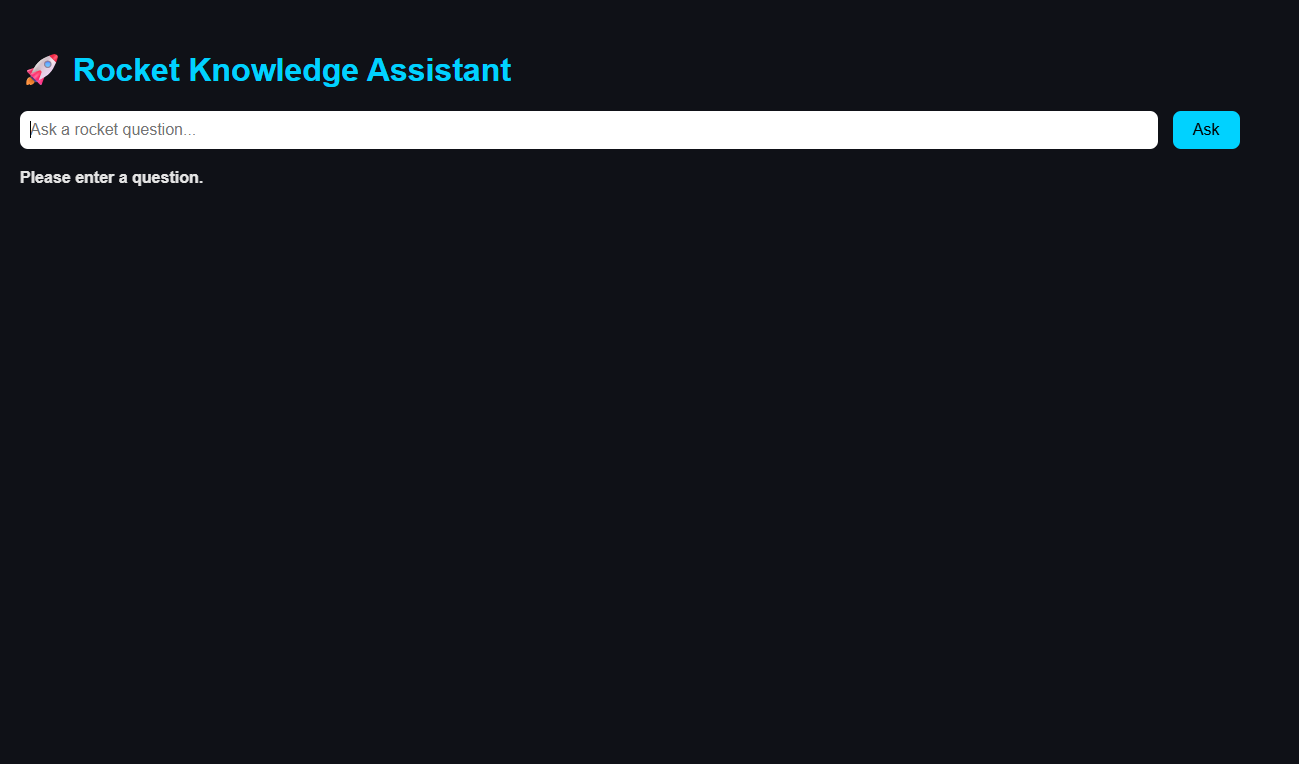 🚀 Rocket Knowledge Assistant
Ask a rocket question...
Ask
Please enter a question.